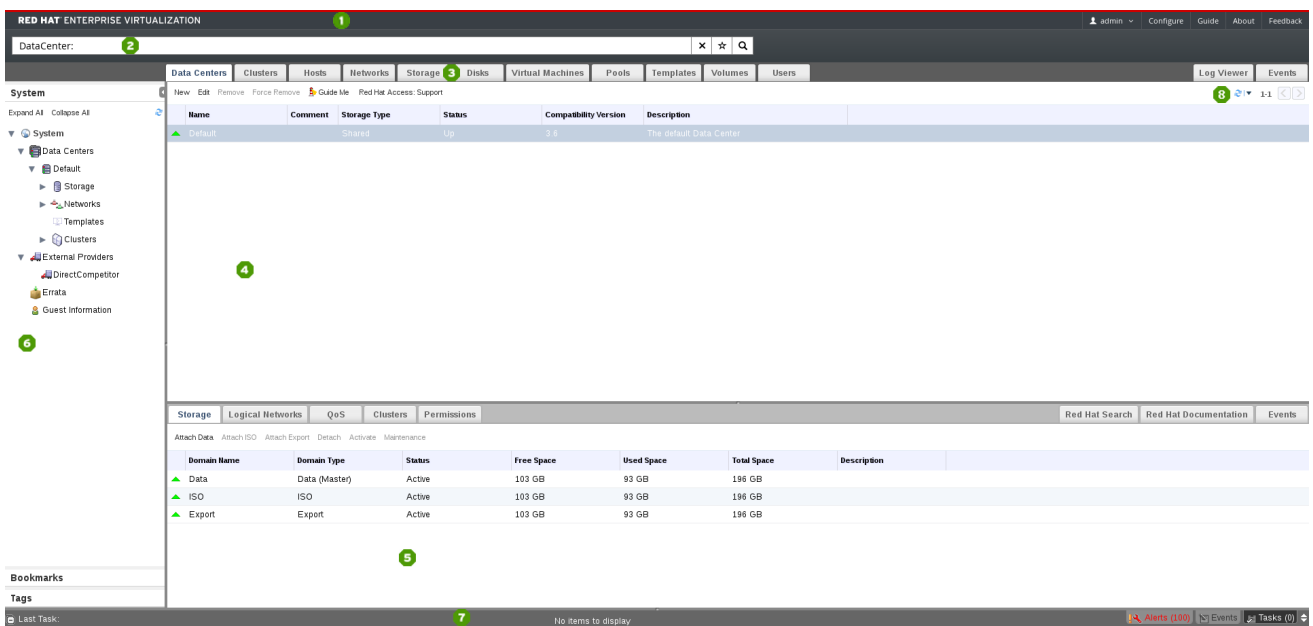 RED HAT ENTERPRISE VIRTUALIZATION 1 admin Configure Guide About Feedback
DataCenter: 2
Data Centers Clusters Hosts Networks Storage 3 Disks Virtual Machines Pools Templates Volumes Users Log Viewer Events
System
New Edit Remove Force Remove Guide Me Red Hat Access: Support 8 1-1
Expand All Collapse All
Name Comment Storage Type Status Compatibility Version Description
Default Shared Up 3.6 The default Data Center
System
Data Centers
Default
Storage
Networks
Templates
Clusters
External Providers
DirectCompetitor
Errata
Guest Information
4
6
Storage Logical Networks QoS Clusters Permissions Red Hat Search Red Hat Documentation Events
Attach Data Attach ISO Attach Export Detach Activate Maintenance
Domain Name Domain Type Status Free Space Used Space Total Space Description
Data Data (Master) Active 103 GB 93 GB 196 GB
ISO ISO Active 103 GB 93 GB 196 GB
Export Export Active 103 GB 93 GB 196 GB
5
Bookmarks
Tags
Last Task: 7 No items to display Alerts (100) Events Tasks (0)